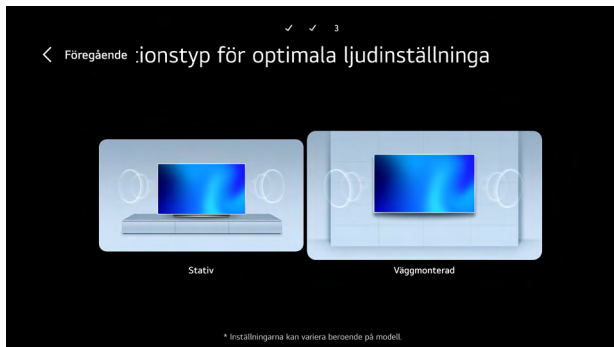 3
Föregående
:ionstyp för optimala ljudinställninga
Stativ
Väggmonterad
* Inställningarna kan variera beroende på modell.